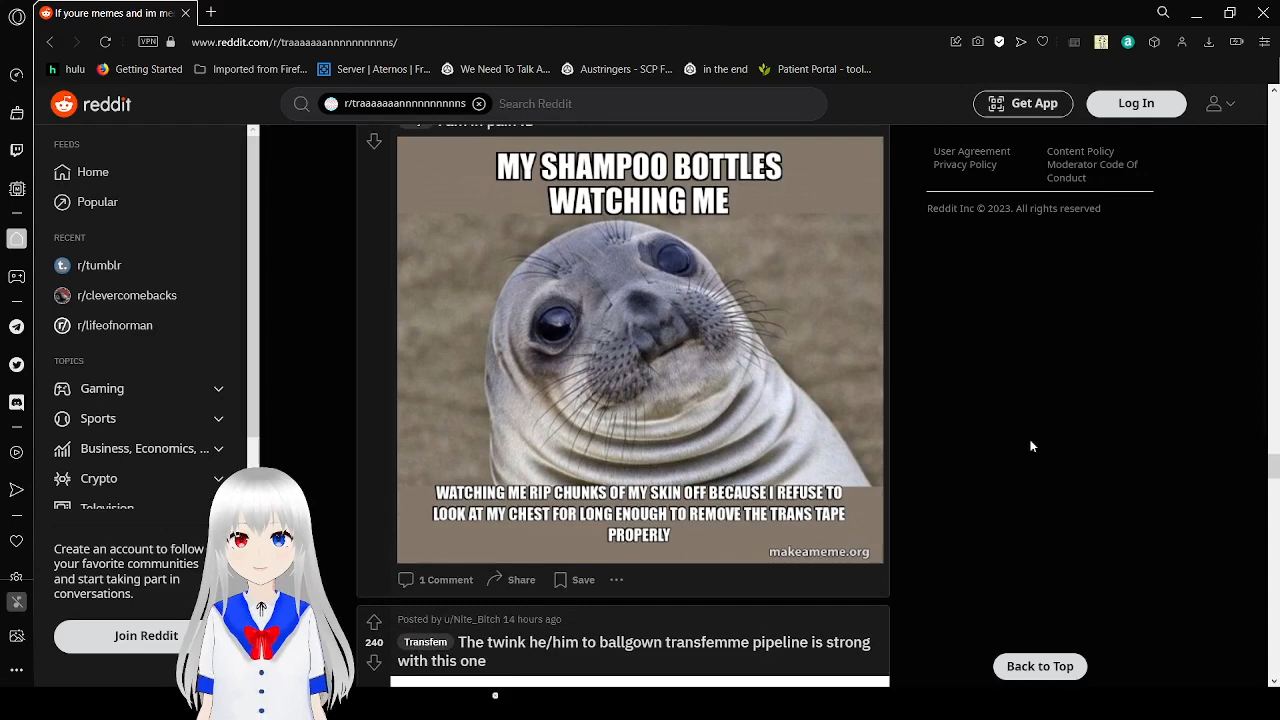 If youre memes and im me
www.reddit.com/r/traaaaaaannnnnnnnnns/
VPN
hulu
Getting Started
Imported from Firef...
Server | Aternos | Fr...
We Need To Talk A...
Austringers - SCP F...
in the end
Patient Portal - tool...
reddit
r/traaaaaaannnnnnnnnns
Search Reddit
Get App
Log In
FEEDS
Home
Popular
RECENT
r/tumblr
r/clevercomebacks
r/lifeofnorman
TOPICS
Gaming
Sports
Business, Economics, ...
Crypto
Television
Create an account to follow
your favorite communities
and start taking part in
conversations.
Join Reddit
MY SHAMPOO BOTTLES
WATCHING ME
WATCHING ME RIP CHUNKS OF MY SKIN OFF BECAUSE I REFUSE TO
LOOK AT MY CHEST FOR LONG ENOUGH TO REMOVE THE TRANS TAPE
PROPERLY
makeameme.org
1 Comment
Share
Save
Posted by u/Nite_Bitch 14 hours ago
240
Transfem
The twink he/him to ballgown transfemme pipeline is strong
with this one
User Agreement
Privacy Policy
Content Policy
Moderator Code Of
Conduct
Reddit Inc © 2023. All rights reserved
Back to Top